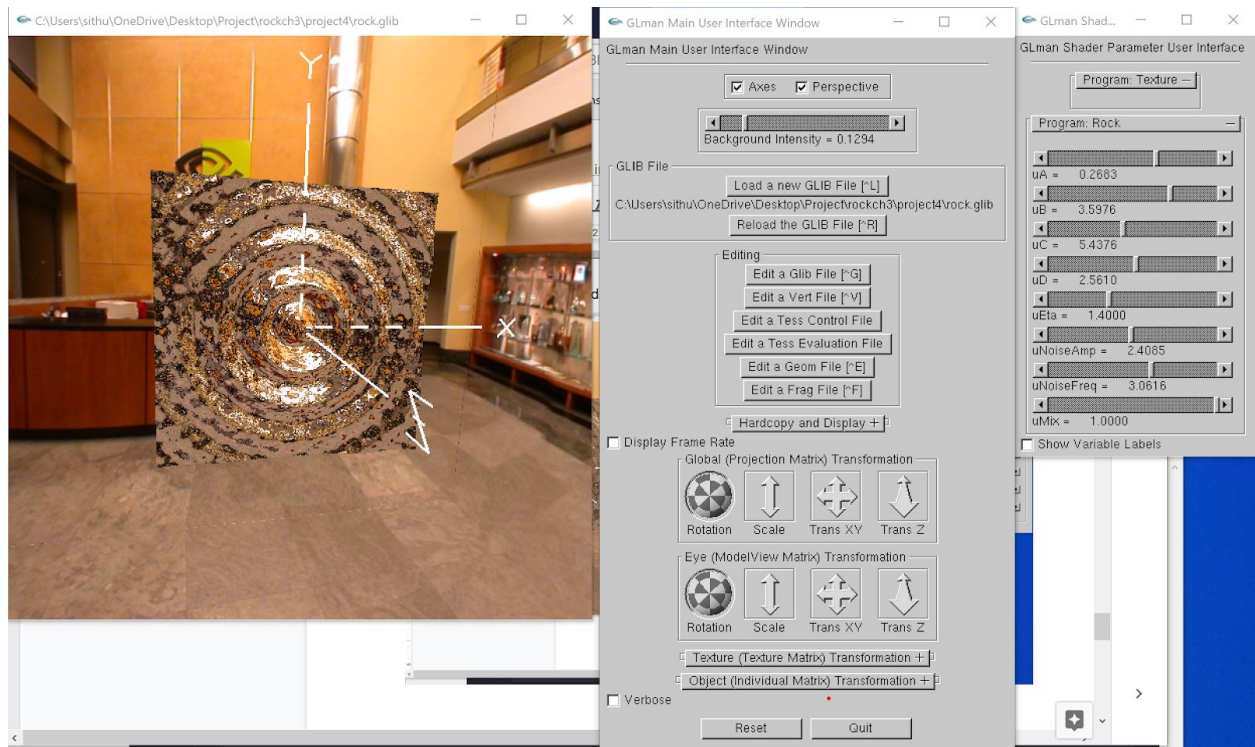 C:\Users\sithu\OneDrive\Desktop\Project\rockch3\project4\rock.glib
Y
X
Z
GLman Main User Interface Window
GLman Main User Interface Window
Axes
Perspective
Background Intensity = 0.1294
GLIB File
Load a new GLIB File [^L]
C:\Users\sithu\OneDrive\Desktop\Project\rockch3\project4\rock.glib
Reload the GLIB File [^R]
Editing
Edit a Glib File [^G]
Edit a Vert File [^V]
Edit a Tess Control File
Edit a Tess Evaluation File
Edit a Geom File [^E]
Edit a Frag File [^F]
Hardcopy and Display +
Display Frame Rate
Global (Projection Matrix) Transformation
Rotation Scale Trans XY Trans Z
Eye (ModelView Matrix) Transformation
Rotation Scale Trans XY Trans Z
Texture (Texture Matrix) Transformation +
Object (Individual Matrix) Transformation +
Verbose
Reset
Quit
GLman Shad...
GLman Shader Parameter User Interface
Program: Texture –
Program: Rock –
uA = 0.2683
uB = 3.5976
uC = 5.4376
uD = 2.5610
uEta = 1.4000
uNoiseAmp = 2.4085
uNoiseFreq = 3.0616
uMix = 1.0000
Show Variable Labels